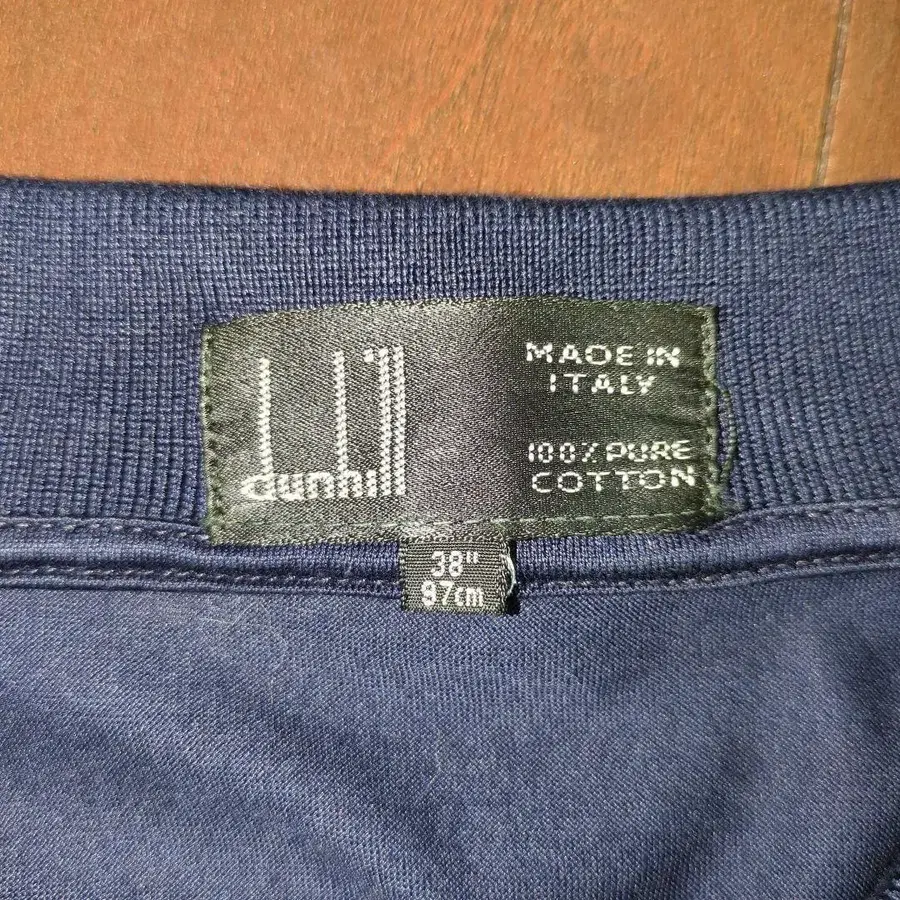 dunhill
MADE IN
ITALY
100% PURE
COTTON
38"
97cm